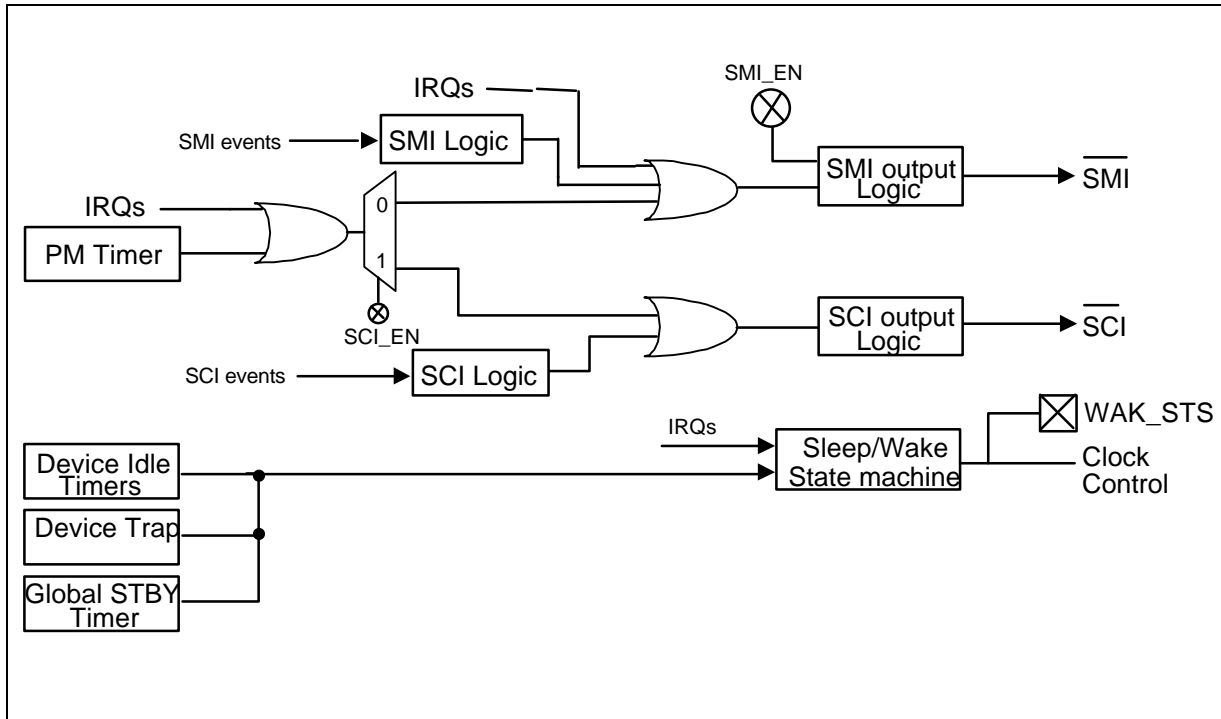 SMI_EN
IRQs
SMI events
SMI Logic
SMI output
Logic
SMI
IRQs
0
PM Timer
1
SCI_EN
SCI output
Logic
SCI
SCI events
SCI Logic
IRQs
WAK_STS
Device Idle
Timers
Sleep/Wake
State machine
Clock
Control
Device Trap
Global STBY
Timer